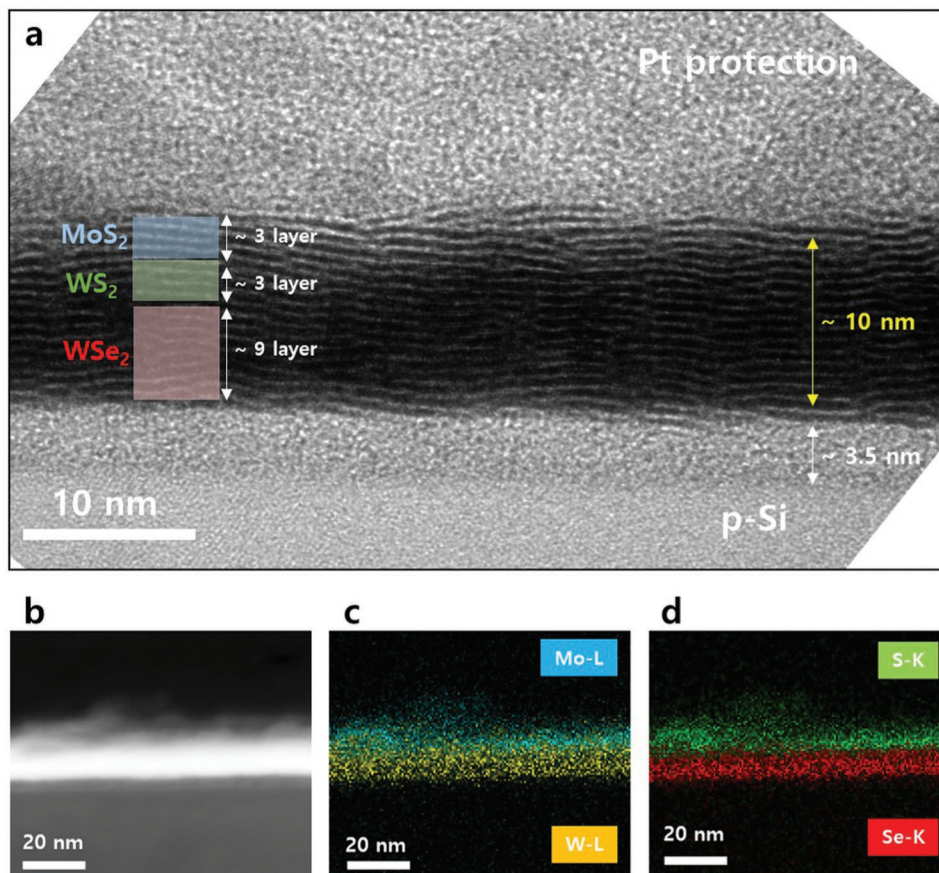 a
Pt protection
MoS₂
~ 3 layer
WS₂
~ 3 layer
WSe₂
~ 9 layer
~ 10 nm
~ 3.5 nm
10 nm
p-Si
b
c
d
20 nm
Mo-L
W-L
20 nm
S-K
Se-K
20 nm